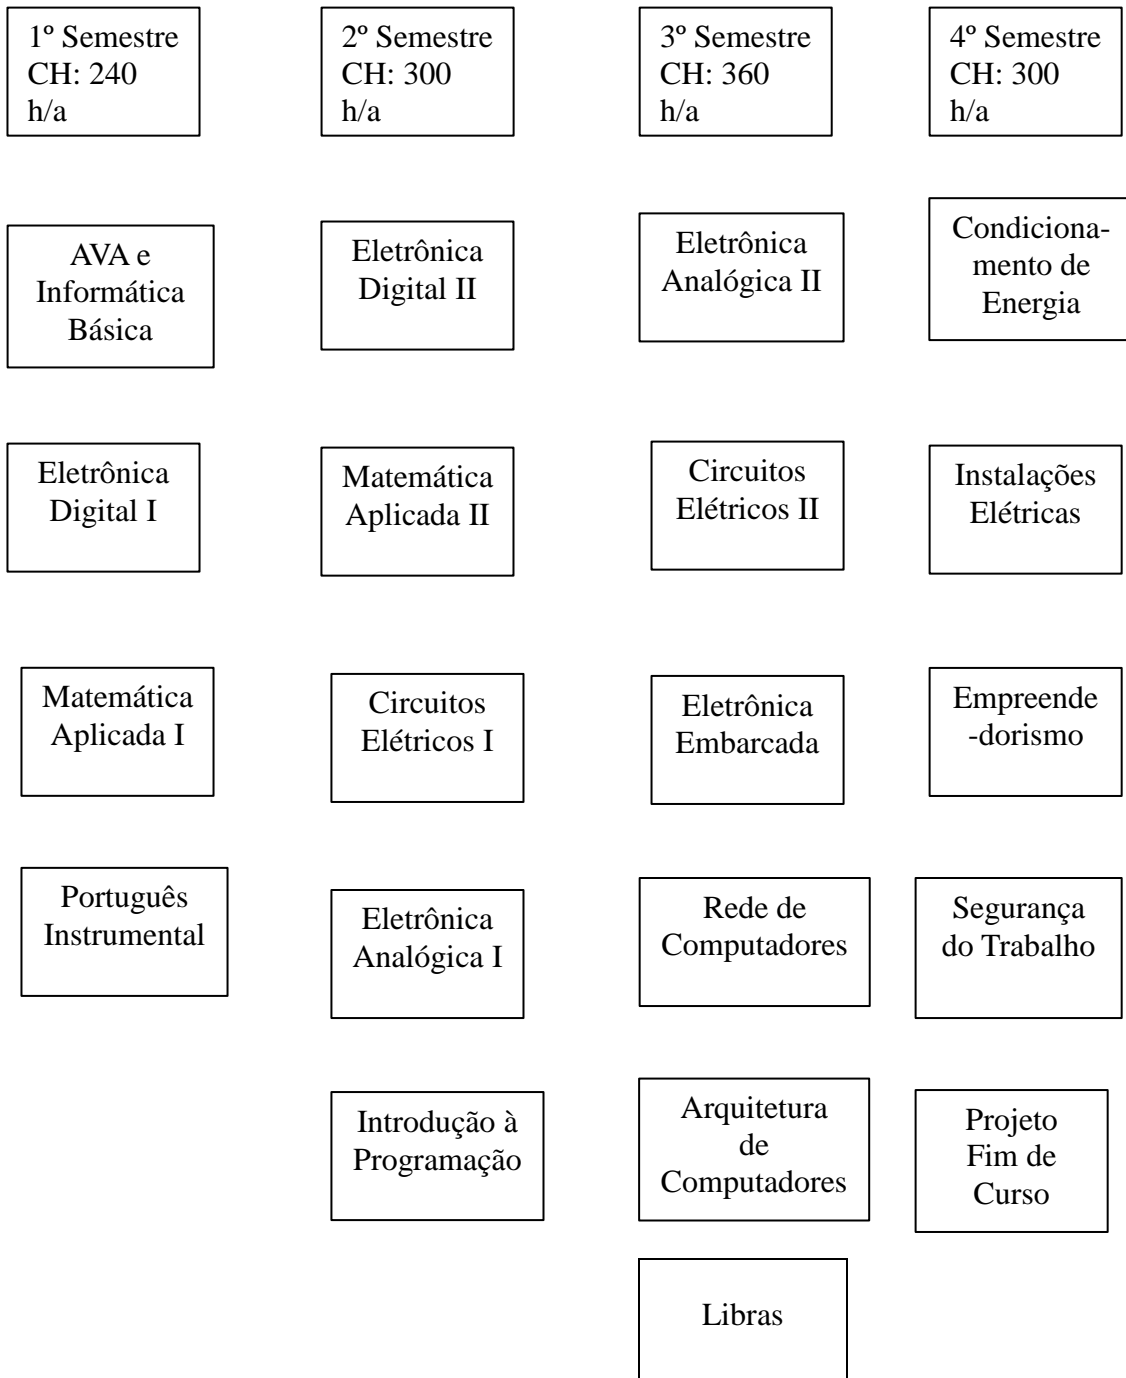 1º Semestre
CH: 240
h/a
2º Semestre
CH: 300
h/a
3º Semestre
CH: 360
h/a
4º Semestre
CH: 300
h/a
AVA e
Informática
Básica
Eletrônica
Digital II
Eletrônica
Analógica II
Condiciona-
mento de
Energia
Eletrônica
Digital I
Matemática
Aplicada II
Circuitos
Elétricos II
Instalações
Elétricas
Matemática
Aplicada I
Circuitos
Elétricos I
Eletrônica
Embarcada
Empreende
-dorismo
Português
Instrumental
Eletrônica
Analógica I
Rede de
Computadores
Segurança
do Trabalho
Introdução à
Programação
Arquitetura
de
Computadores
Projeto
Fim de
Curso
Libras